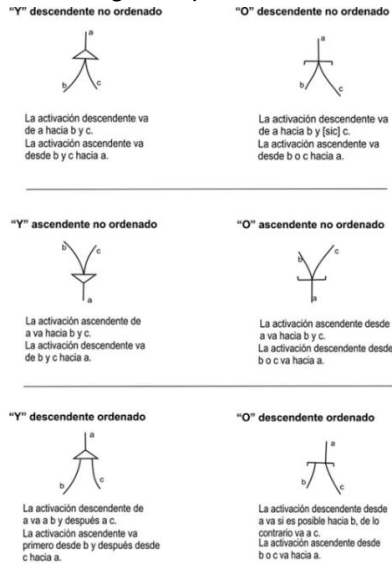 "Y" descendente no ordenado
a
b
c
La activación descendente va
de a hacia b y c.
La activación ascendente va
desde b y c hacia a.
"O" descendente no ordenado
a
b
c
La activación descendente va
de a hacia b y [sic] c.
La activación ascendente va
desde b o c hacia a.
"Y" ascendente no ordenado
b
c
a
La activación ascendente de
a va hacia b y c.
La activación descendente va
de b y c hacia a.
"O" ascendente no ordenado
b
c
a
La activación ascendente desde
a va hacia b y c.
La activación descendente desde
b o c va hacia a.
"Y" descendente ordenado
a
b
c
La activación descendente de
a va a b y después a c.
La activación ascendente va
primero desde b y después desde
c hacia a.
"O" descendente ordenado
a
b
c
La activación descendente desde
a va si es posible hacia b, de lo
contrario va a c.
La activación ascendente desde
b o c va hacia a.